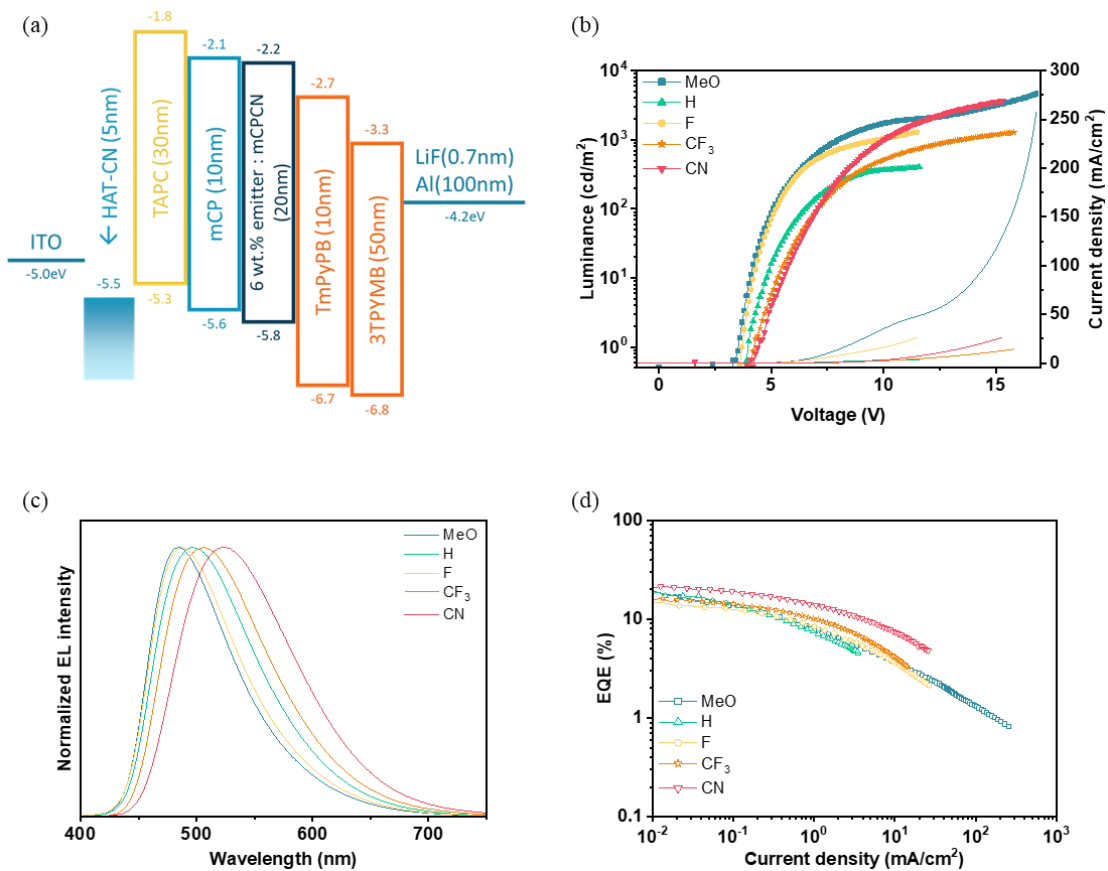 (a)
-1.8
-2.1
-2.2
-2.7
-3.3
ITO
-5.0eV
← HAT-CN (5nm)
TAPC (30nm)
mCP (10nm)
6 wt.% emitter : mCPCN
(20nm)
TmPyPB (10nm)
3TPYMB (50nm)
LiF(0.7nm)
Al(100nm)
-4.2eV
-5.5
-5.3
-5.6
-5.8
-6.7
-6.8
(b)
10⁴
10³
10²
10¹
10⁰
Luminance (cd/m²)
MeO
H
F
CF₃
CN
300
250
200
150
100
50
0
Current density (mA/cm²)
0
5
10
15
Voltage (V)
(c)
Normalized EL intensity
MeO
H
F
CF₃
CN
400
500
600
700
Wavelength (nm)
(d)
100
10
1
0.1
EQE (%)
MeO
H
F
CF₃
CN
10⁻²
10⁻¹
10⁰
10¹
10²
10³
Current density (mA/cm²)